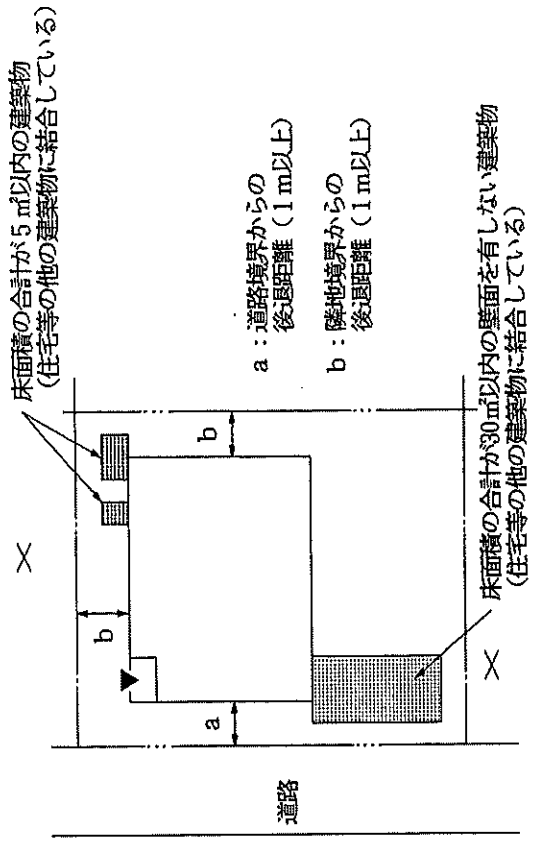 床面積の合計が5㎡以内の建築物
(住宅等の他の建築物に結合している)
×
b
b
a
a：道路境界からの
後退距離（1m以上）
b：隣地境界からの
後退距離（1m以上）
道路
×
床面積の合計が30㎡以内の壁面を有しない建築物
(住宅等の他の建築物に結合している)